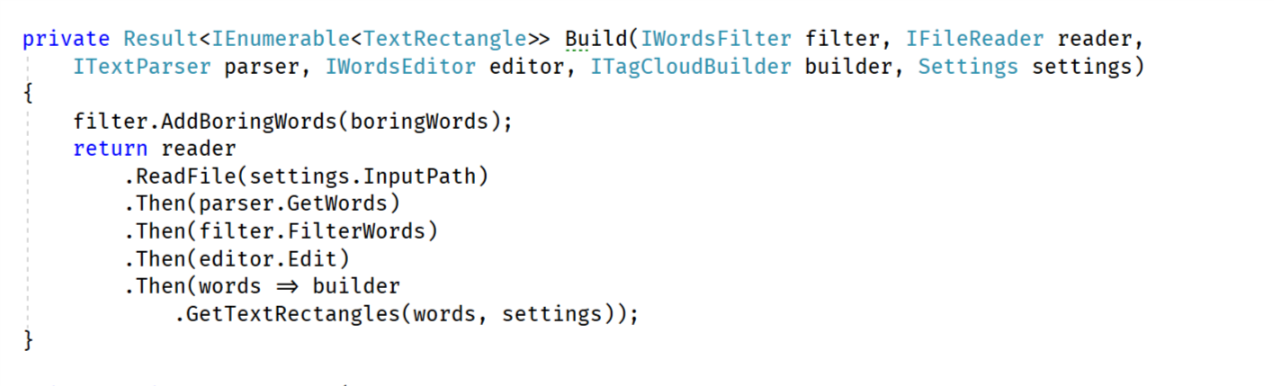 private Result<IEnumerable<TextRectangle>> Build(IWordsFilter filter, IFileReader reader,
ITextParser parser, IWordsEditor editor, ITagCloudBuilder builder, Settings settings)
{
filter.AddBoringWords(boringWords);
return reader
.ReadFile(settings.InputPath)
.Then(parser.GetWords)
.Then(filter.FilterWords)
.Then(editor.Edit)
.Then(words => builder
.GetTextRectangles(words, settings));
}